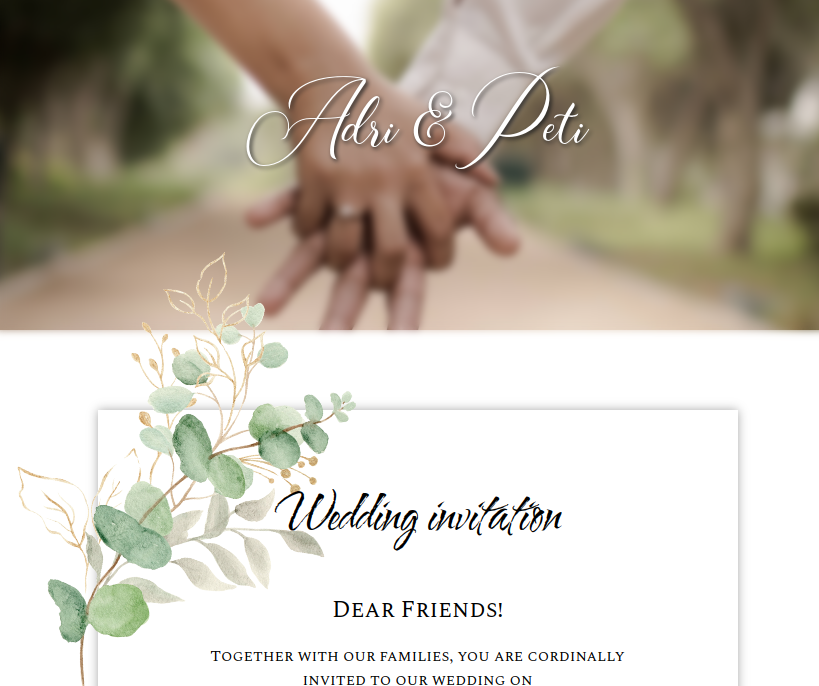 Adri & Peti
Wedding invitation
Dear Friends!
Together with our families, you are cordinally
invited to our wedding on